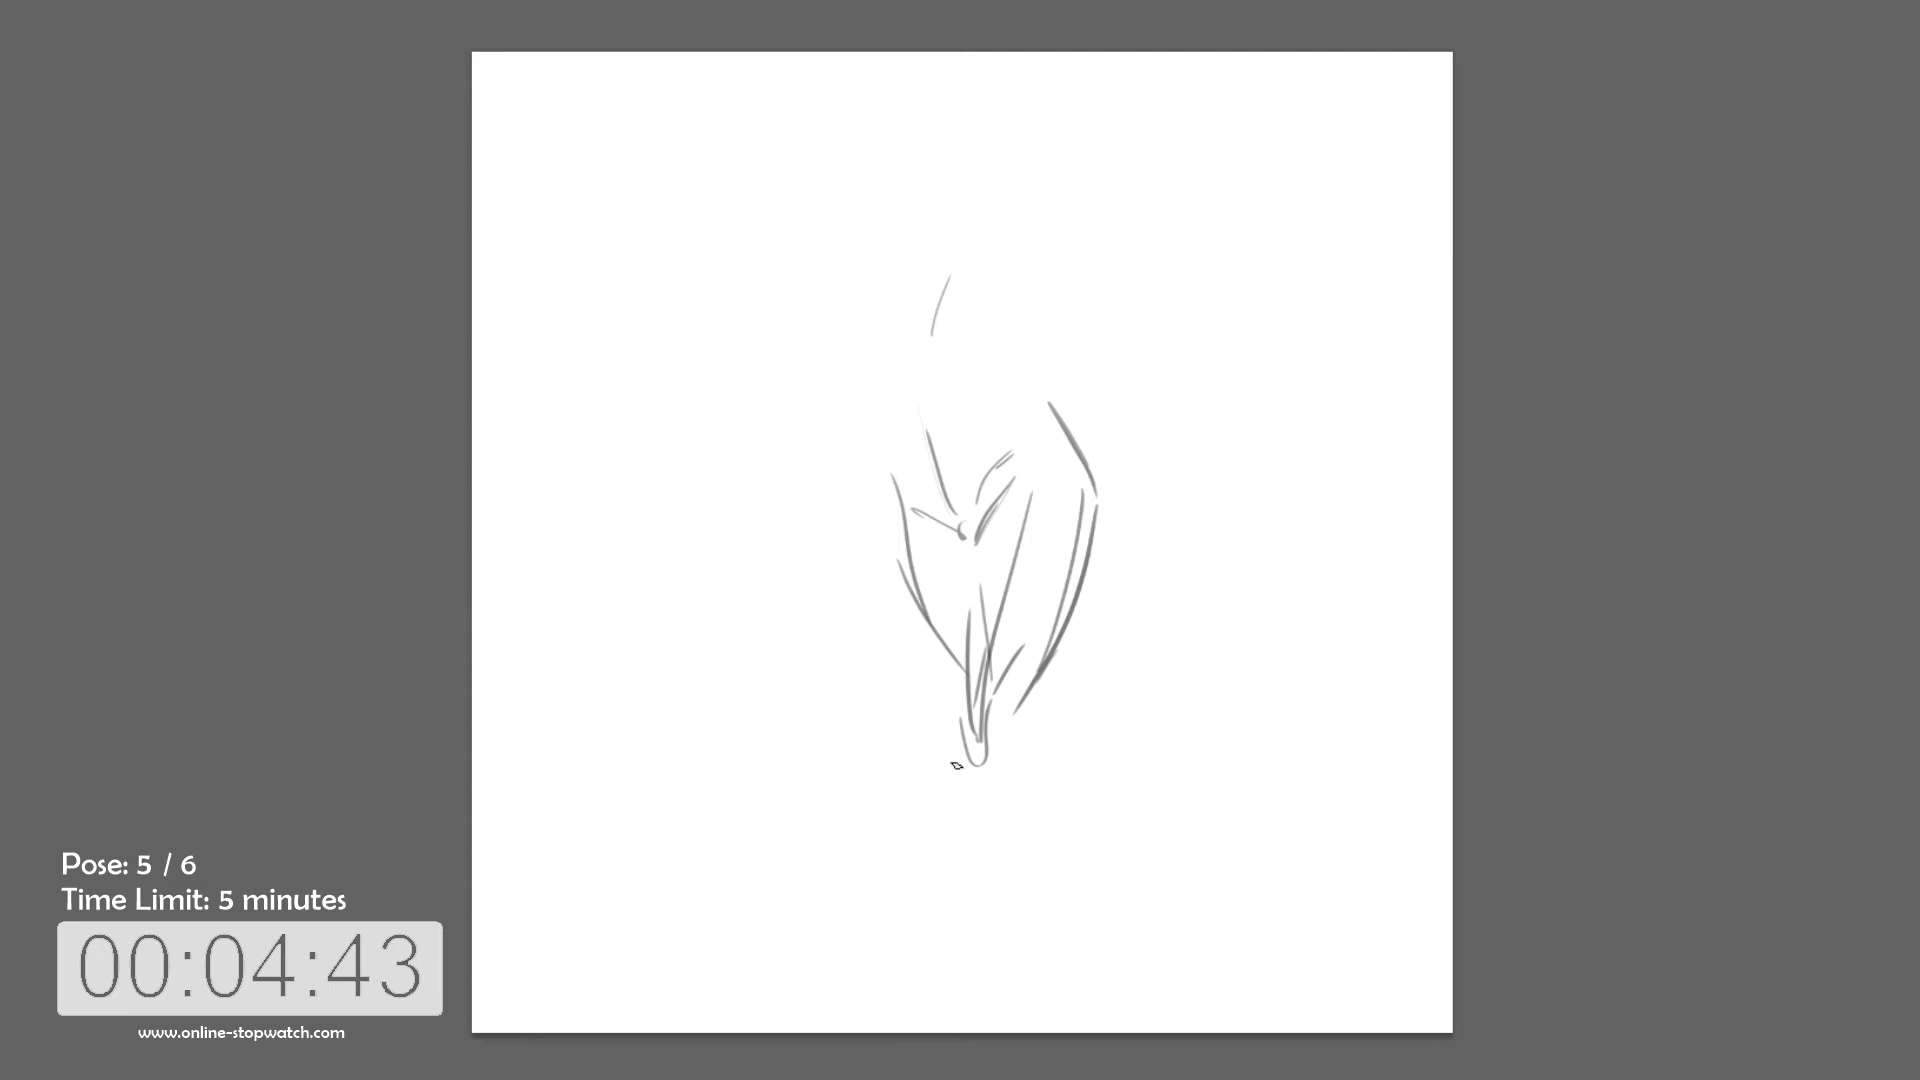 Pose: 5 / 6
Time Limit: 5 minutes
00:04:43
www.online-stopwatch.com